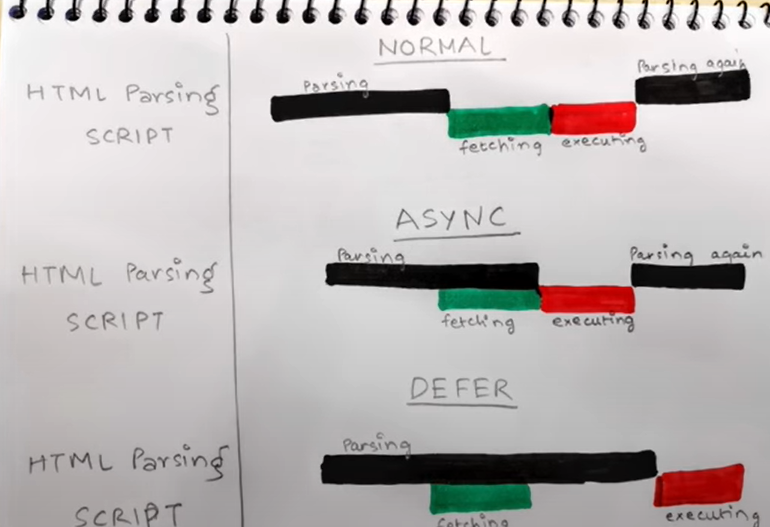 NORMAL
HTML Parsing
SCRIPT
Parsing
fetching
executing
Parsing again
ASYNC
HTML Parsing
SCRIPT
Parsing
fetching
executing
Parsing again
DEFER
HTML Parsing
SCRIPT
Parsing
fetching
executing